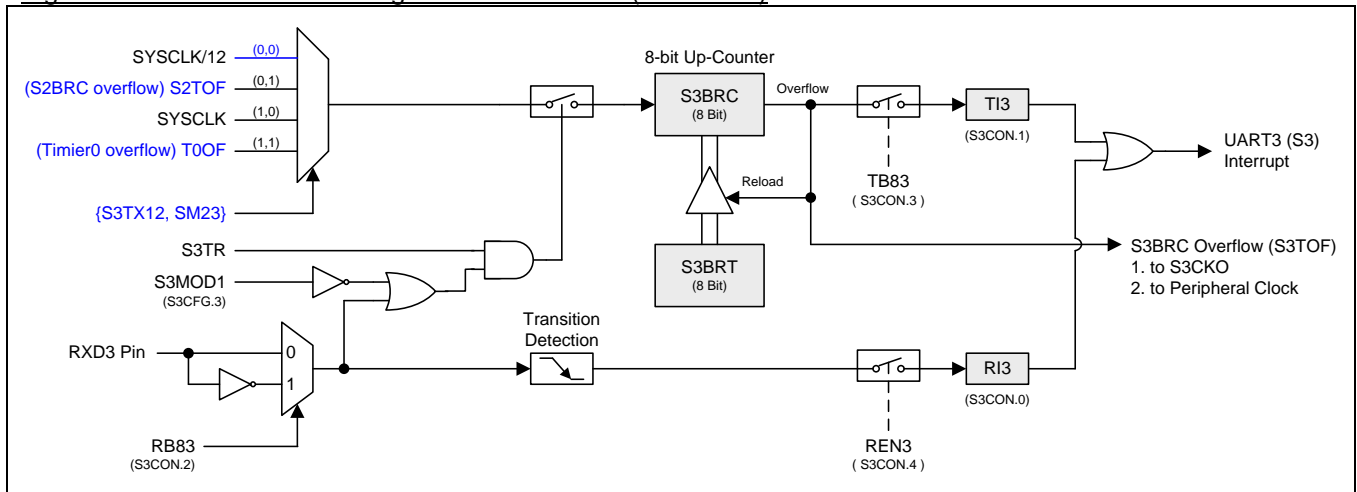 SYSCLK/12
(0,0)
(S2BRC overflow) S2TOF
(0,1)
SYSCLK
(1,0)
(Timier0 overflow) T0OF
(1,1)
{S3TX12, SM23}
S3TR
S3MOD1
(S3CFG.3)
RXD3 Pin
0
1
RB83
(S3CON.2)
Transition
Detection
8-bit Up-Counter
S3BRC
(8 Bit)
Overflow
Reload
S3BRT
(8 Bit)
TB83
( S3CON.3 )
TI3
(S3CON.1)
UART3 (S3)
Interrupt
S3BRC Overflow (S3TOF)
1. to S3CKO
2. to Peripheral Clock
REN3
( S3CON.4 )
RI3
(S3CON.0)